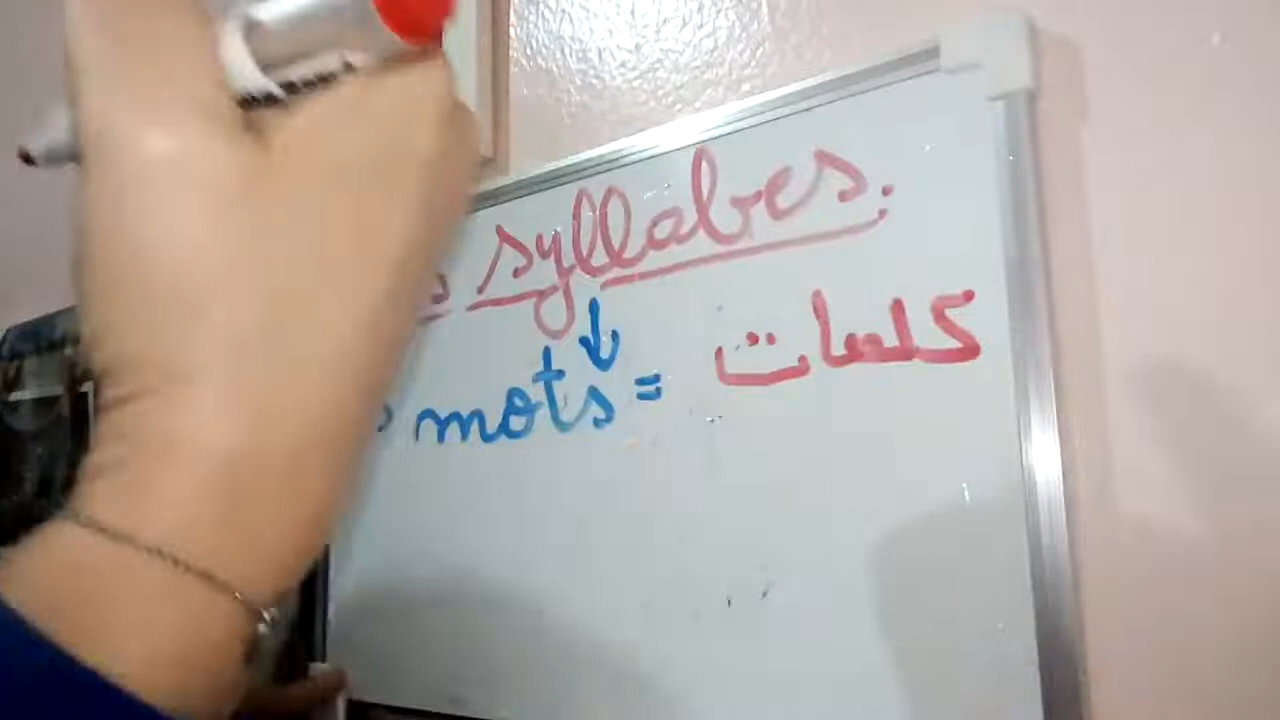 syllabes.
mots = كلمات